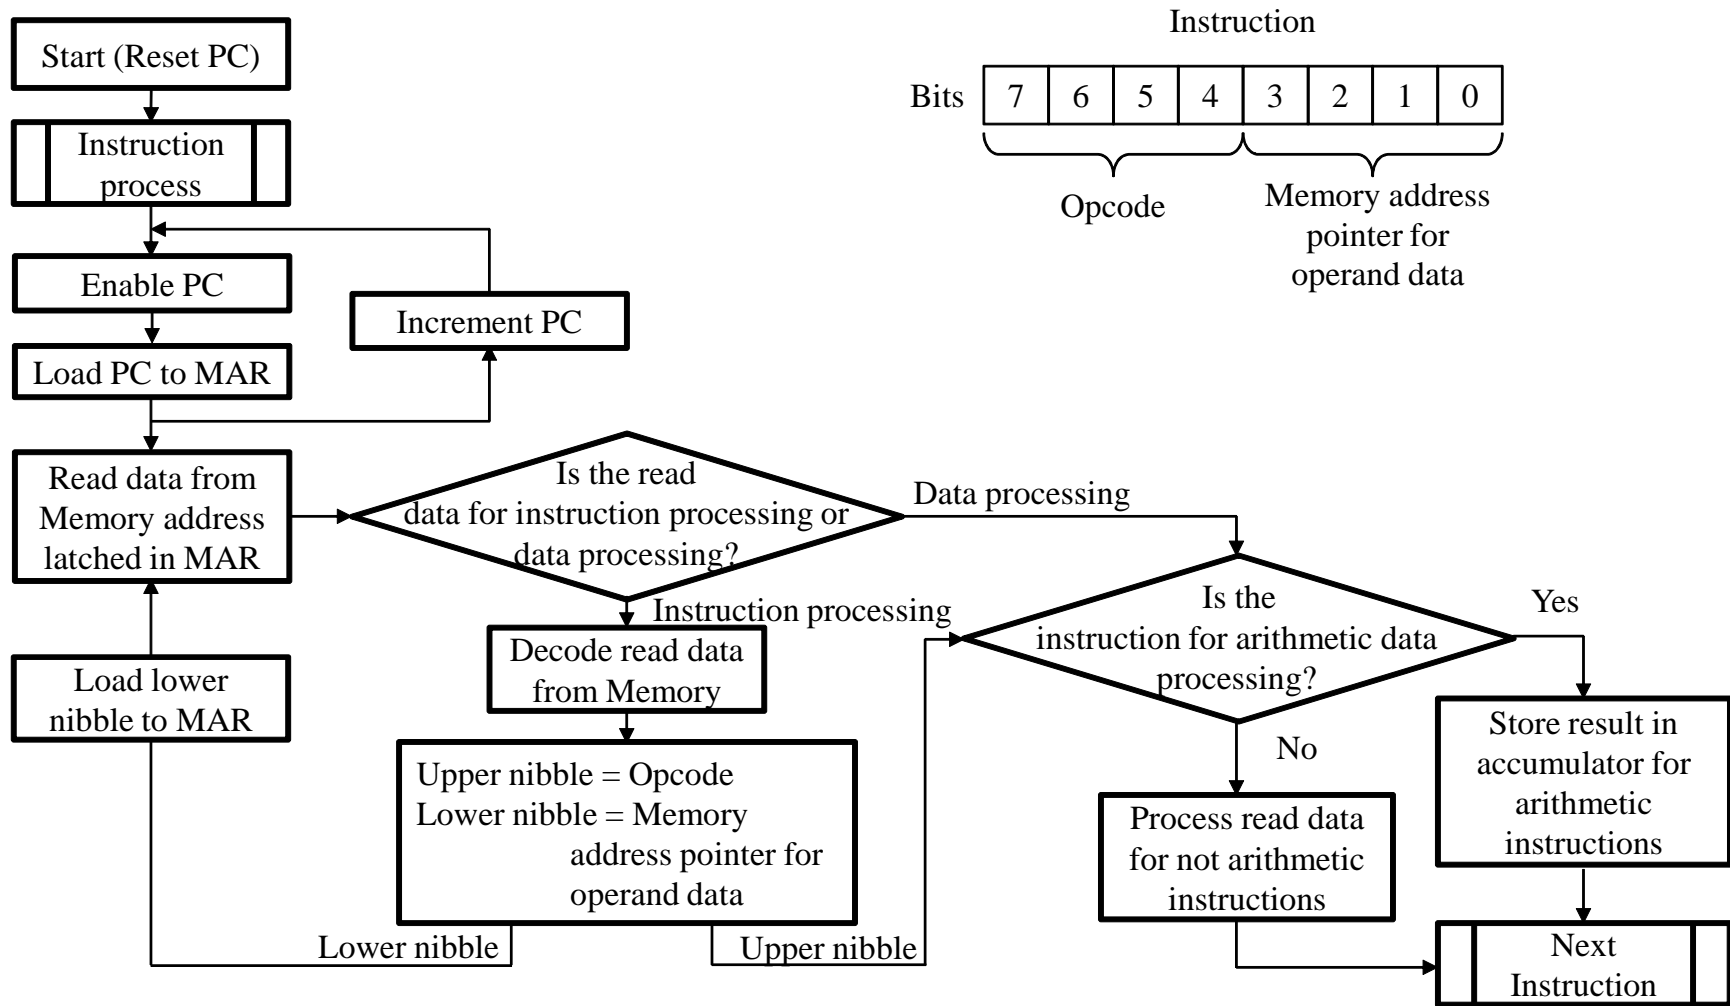 Start (Reset PC)
Instruction
process
Enable PC
Increment PC
Load PC to MAR
Read data from
Memory address
latched in MAR
Load lower
nibble to MAR
Is the read
data for instruction processing or
data processing?
Data processing
Instruction processing
Decode read data
from Memory
Upper nibble = Opcode
Lower nibble = Memory
address pointer for
operand data
Lower nibble
Upper nibble
Is the
instruction for arithmetic data
processing?
Yes
No
Process read data
for not arithmetic
instructions
Store result in
accumulator for
arithmetic
instructions
Next
Instruction
Instruction
Bits 7 6 5 4 3 2 1 0
Opcode
Memory address
pointer for
operand data